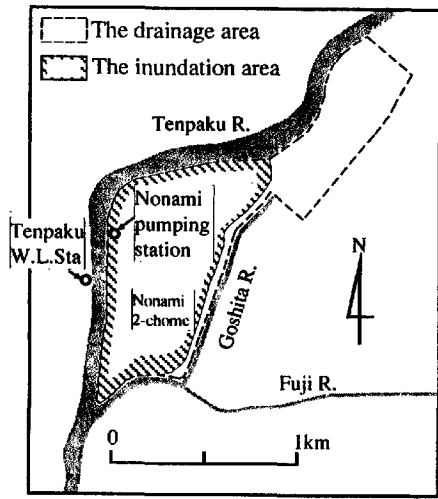 The drainage area
The inundation area
Tenpaku R.
Nonami
pumping
station
Tenpaku
W.L.Sta
Nonami
2-chome
Goshita R.
N
Fuji R.
0
1km